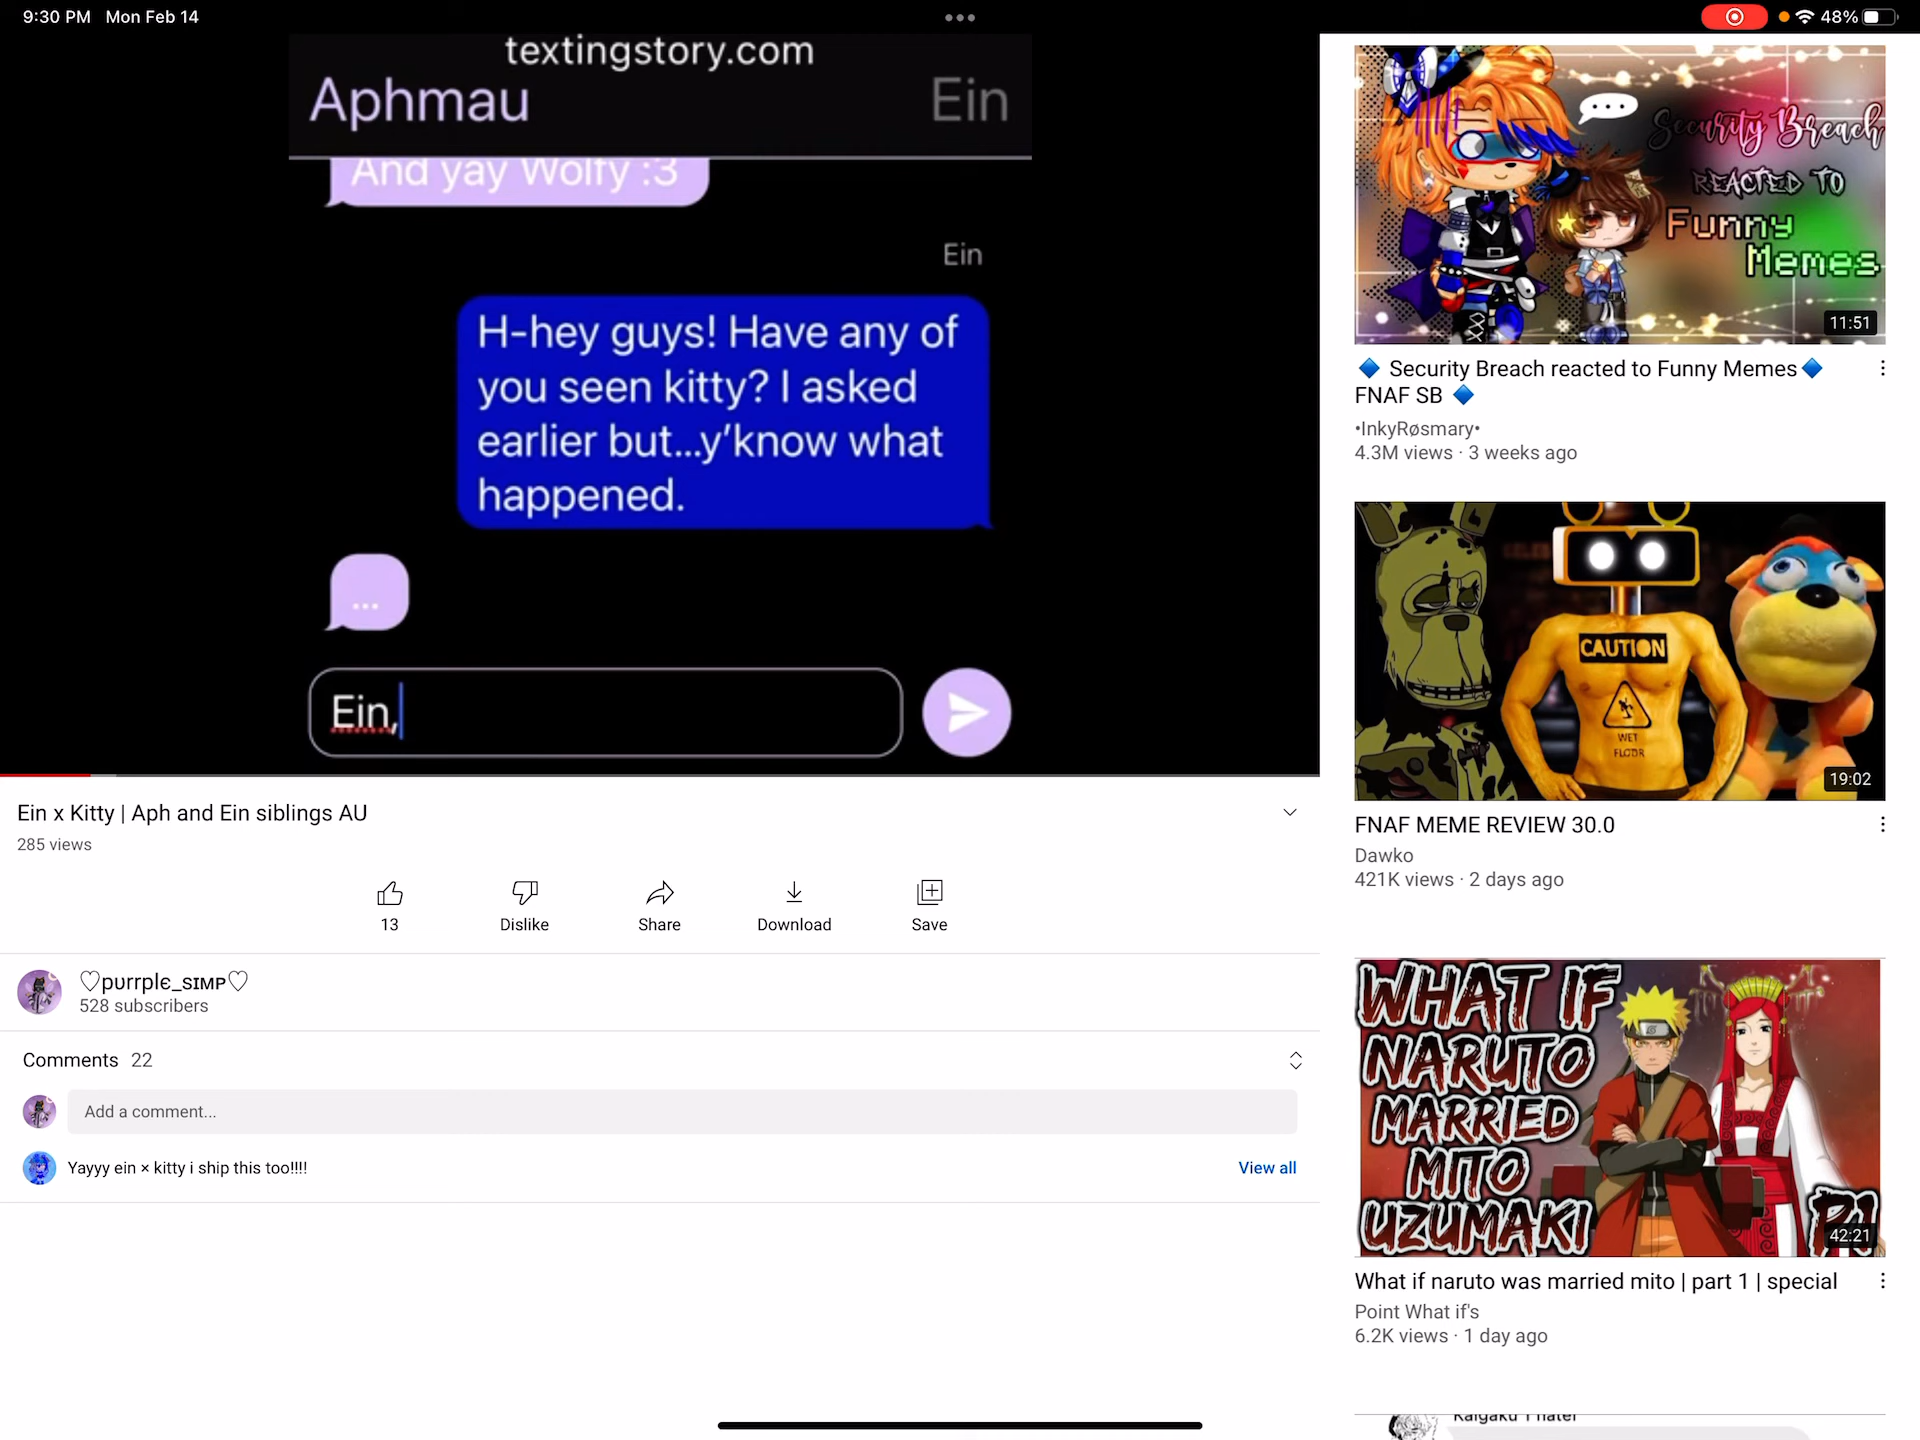 9:30 PM Mon Feb 14
48%
textingstory.com
Aphmau
Ein
And yay Wolfy :3
Ein
H-hey guys! Have any of
you seen kitty? I asked
earlier but...y'know what
happened.
...
Ein,
Ein x Kitty | Aph and Ein siblings AU
285 views
13
Dislike
Share
Download
Save
♡pυrrplє_sɪᴍᴘ♡
528 subscribers
Comments 22
Add a comment...
Yayyy ein × kitty i ship this too!!!!
View all
...
Security Breach
REACTED TO
Funny
Memes
11:51
🔷 Security Breach reacted to Funny Memes🔷
FNAF SB 🔷
•InkyRøsmary•
4.3M views · 3 weeks ago
CAUTION
WET
FLOOR
19:02
FNAF MEME REVIEW 30.0
Dawko
421K views · 2 days ago
WHAT IF
NARUTO
MARRIED
MITO
UZUMAKI
P1
42:21
What if naruto was married mito | part 1 | special
Point What if's
6.2K views · 1 day ago